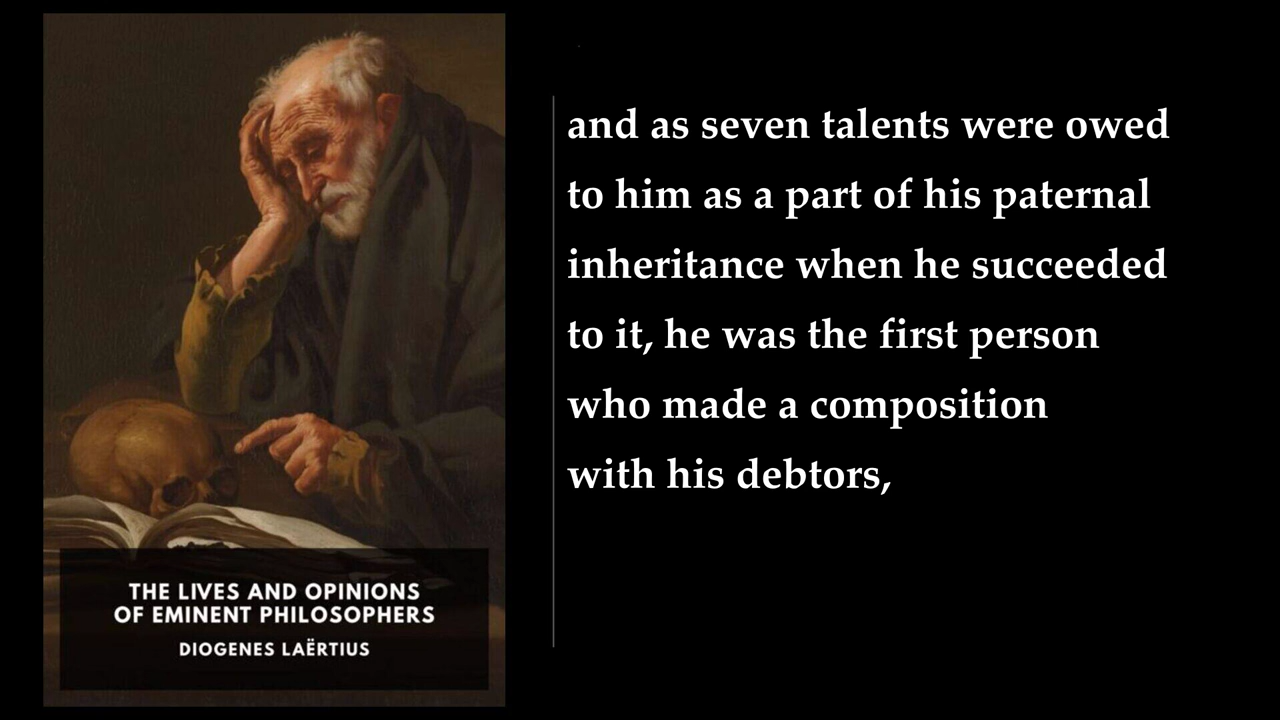 and as seven talents were owed
to him as a part of his paternal
inheritance when he succeeded
to it, he was the first person
who made a composition
with his debtors,
THE LIVES AND OPINIONS
OF EMINENT PHILOSOPHERS
DIOGENES LAËRTIUS